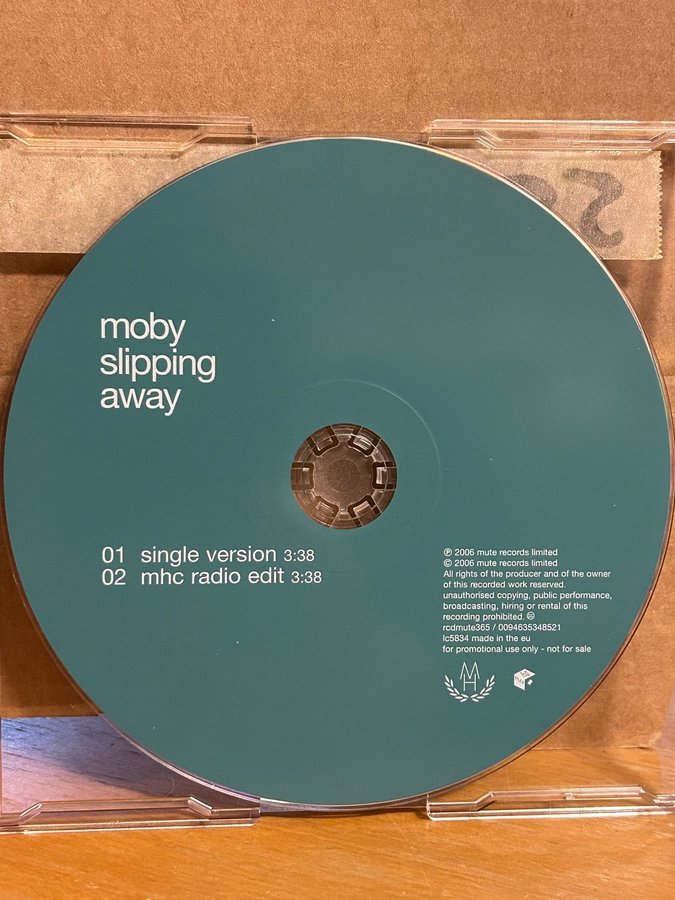 moby
slipping
away
01 single version 3:38
02 mhc radio edit 3:38
℗ 2006 mute records limited
© 2006 mute records limited
All rights of the producer and of the owner
of this recorded work reserved.
unauthorised copying, public performance,
broadcasting, hiring or rental of this
recording prohibited.
rcdmute365 / 0094635348521
lc5834 made in the eu
for promotional use only - not for sale
MH